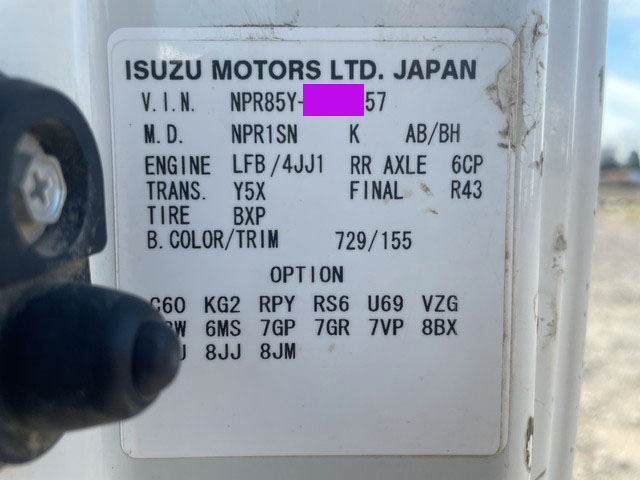 ISUZU MOTORS LTD. JAPAN
V.I.N. NPR85Y- 57
M.D. NPR1SN K AB/BH
ENGINE LFB/4JJ1 RR AXLE 6CP
TRANS. Y5X FINAL R43
TIRE BXP
B.COLOR/TRIM 729/155
OPTION
C60 KG2 RPY RS6 U69 VZG
6MS 7GP 7GR 7VP 8BX
8JJ 8JM